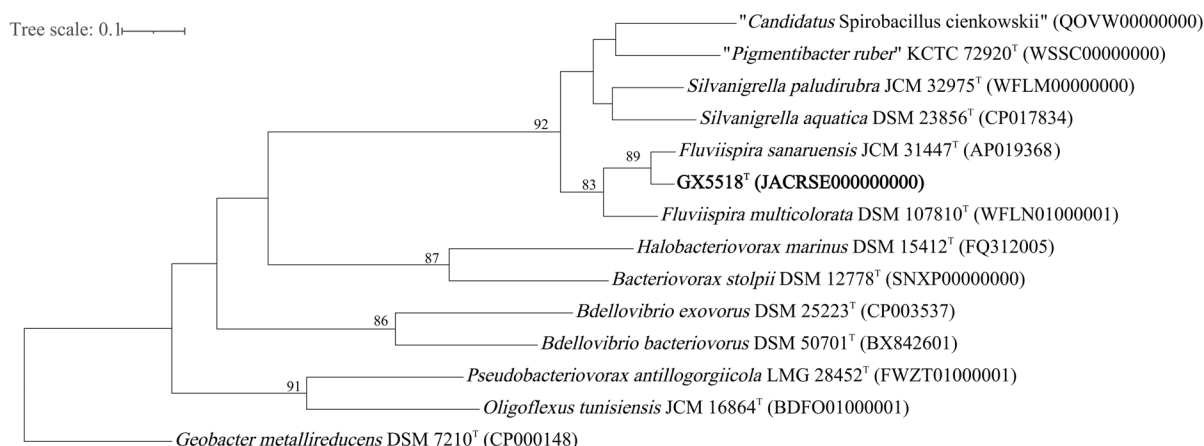 Tree scale: 0.1
"Candidatus Spirobacillus cienkowskii" (QOVW00000000)
"Pigmentibacter ruber" KCTC 72920T (WSSC00000000)
Silvanigrella paludirubra JCM 32975T (WFLM00000000)
Silvanigrella aquatica DSM 23856T (CP017834)
92
Fluviispira sanaruensis JCM 31447T (AP019368)
89
GX5518T (JACRSE000000000)
83
Fluviispira multicolorata DSM 107810T (WFLN01000001)
Halobacteriovorax marinus DSM 15412T (FQ312005)
87
Bacteriovorax stolpii DSM 12778T (SNXP00000000)
Bdellovibrio exovorus DSM 25223T (CP003537)
86
Bdellovibrio bacteriovorus DSM 50701T (BX842601)
Pseudobacteriovorax antillogorgiicola LMG 28452T (FWZT01000001)
91
Oligoflexus tunisiensis JCM 16864T (BDFO01000001)
Geobacter metallireducens DSM 7210T (CP000148)